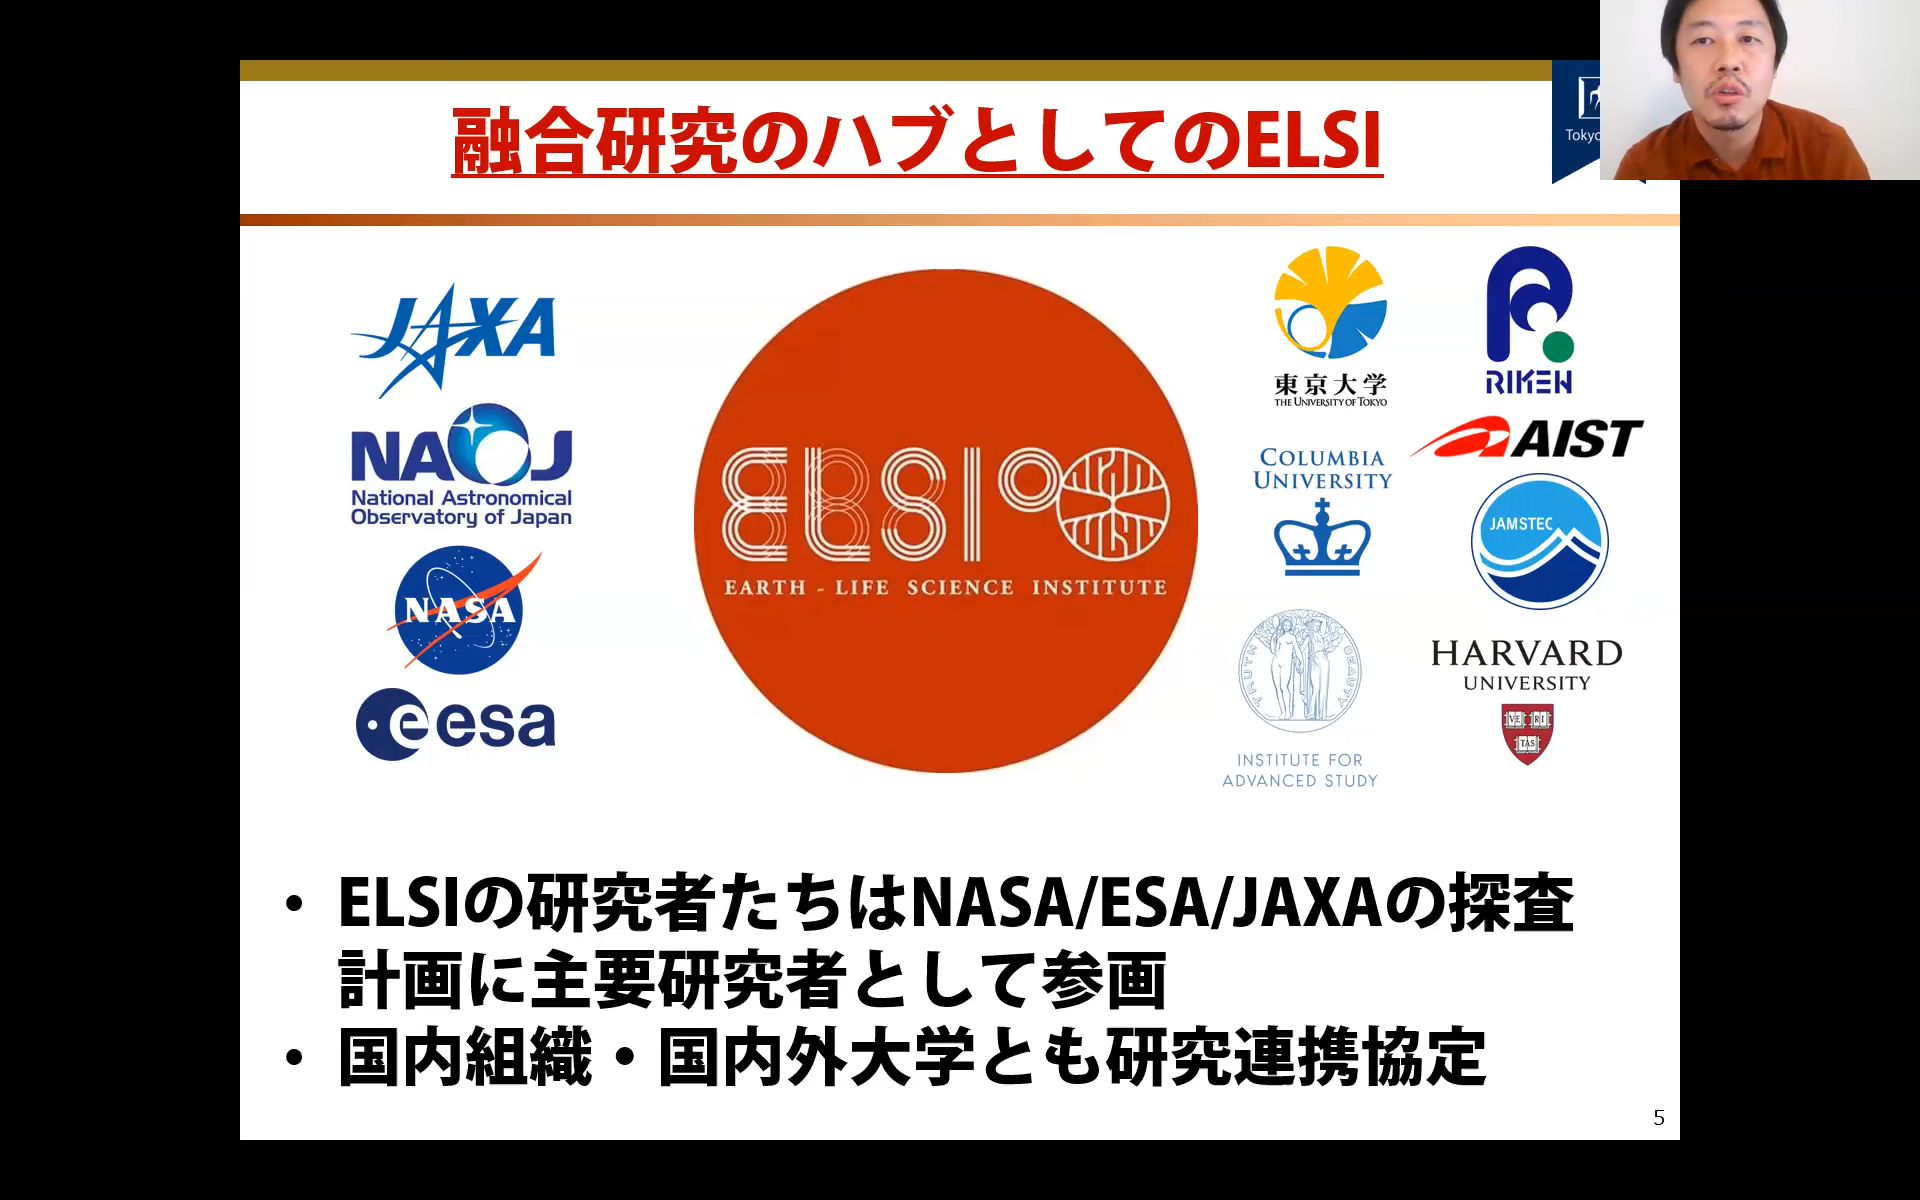 融合研究のハブとしてのELSI
JAXA
NAOJ
National Astronomical
Observatory of Japan
NASA
esa
ELSI
EARTH - LIFE SCIENCE INSTITUTE
東京大学
THE UNIVERSITY OF TOKYO
RIKEN
AIST
COLUMBIA
UNIVERSITY
JAMSTEC
TRUTH BEAUTY
INSTITUTE FOR
ADVANCED STUDY
HARVARD
UNIVERSITY
VE RI
TAS
• ELSIの研究者たちはNASA/ESA/JAXAの探査
計画に主要研究者として参画
• 国内組織・国内外大学とも研究連携協定
5